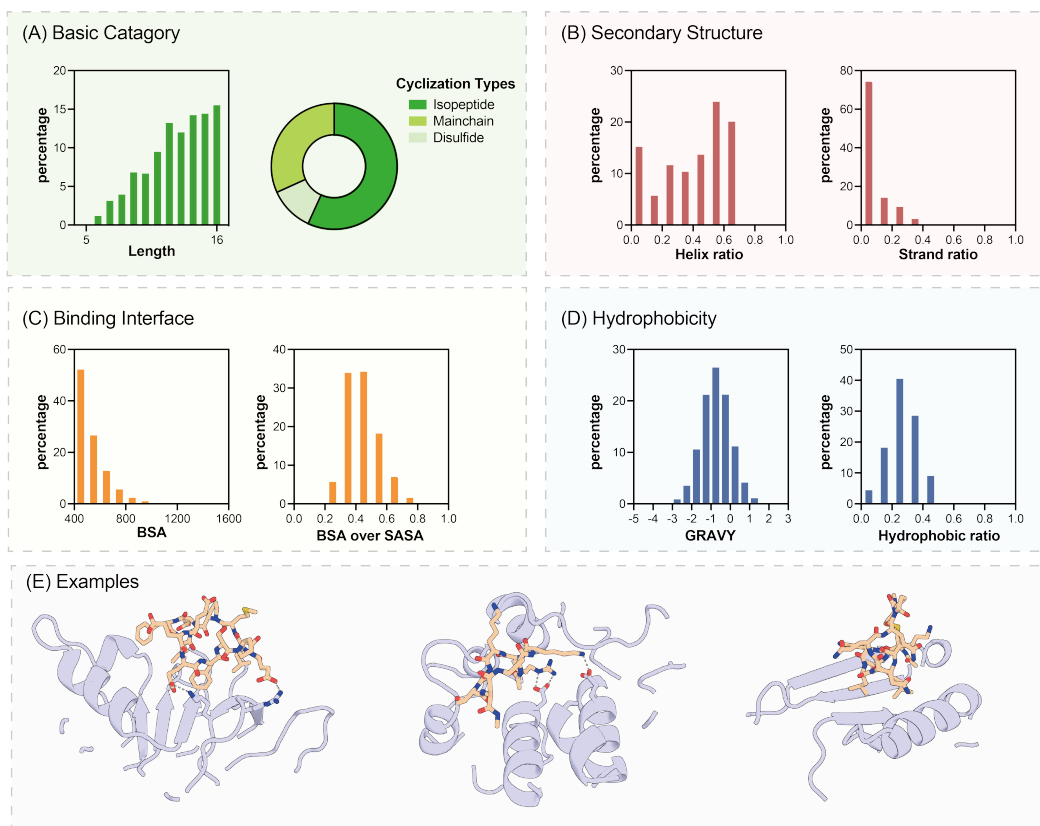 (A) Basic Catagory
20
15
10
5
0
percentage
5
16
Length
Cyclization Types
Isopeptide
Mainchain
Disulfide
(B) Secondary Structure
30
20
10
0
percentage
0.0 0.2 0.4 0.6 0.8 1.0
Helix ratio
80
60
40
20
0
percentage
0.0 0.2 0.4 0.6 0.8 1.0
Strand ratio
(C) Binding Interface
60
40
20
0
percentage
400 800 1200 1600
BSA
40
30
20
10
0
percentage
0.0 0.2 0.4 0.6 0.8 1.0
BSA over SASA
(D) Hydrophobicity
30
20
10
0
percentage
-5 -4 -3 -2 -1 0 1 2 3
GRAVY
50
40
30
20
10
0
percentage
0.0 0.2 0.4 0.6 0.8 1.0
Hydrophobic ratio
(E) Examples